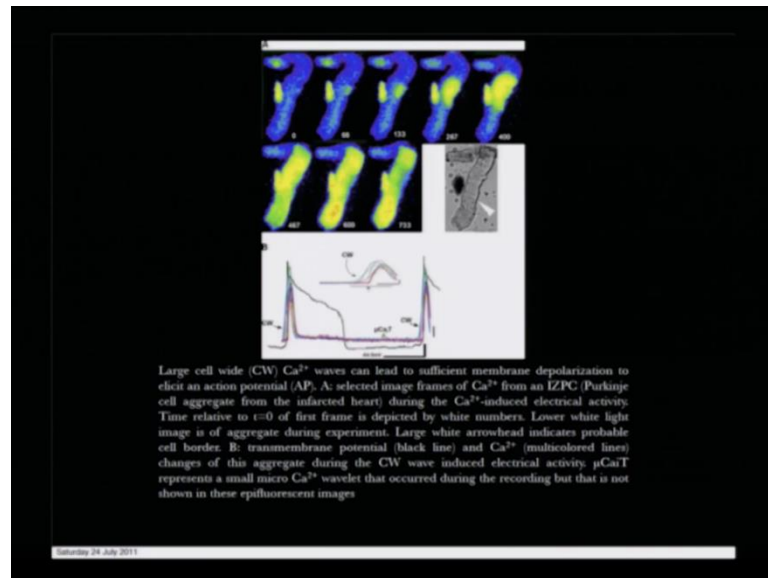 A
0 68 133 267 400
467 600 733
B
CW
CW
µCaiT
CW
Large cell wide (CW) Ca²⁺ waves can lead to sufficient membrane depolarization to
elicit an action potential (AP). A: selected image frames of Ca²⁺ from an IZPC (Purkinje
cell aggregate from the infarcted heart) during the Ca²⁺-induced electrical activity.
Time relative to t=0 of first frame is depicted by white numbers. Lower white light
image is of aggregate during experiment. Large white arrowhead indicates probable
cell border. B: transmembrane potential (black line) and Ca²⁺ (multicolored lines)
changes of this aggregate during the CW wave induced electrical activity. µCaiT
represents a small micro Ca²⁺ wavelet that occurred during the recording but that is not
shown in these epifluorescent images
Saturday 24 July 2011